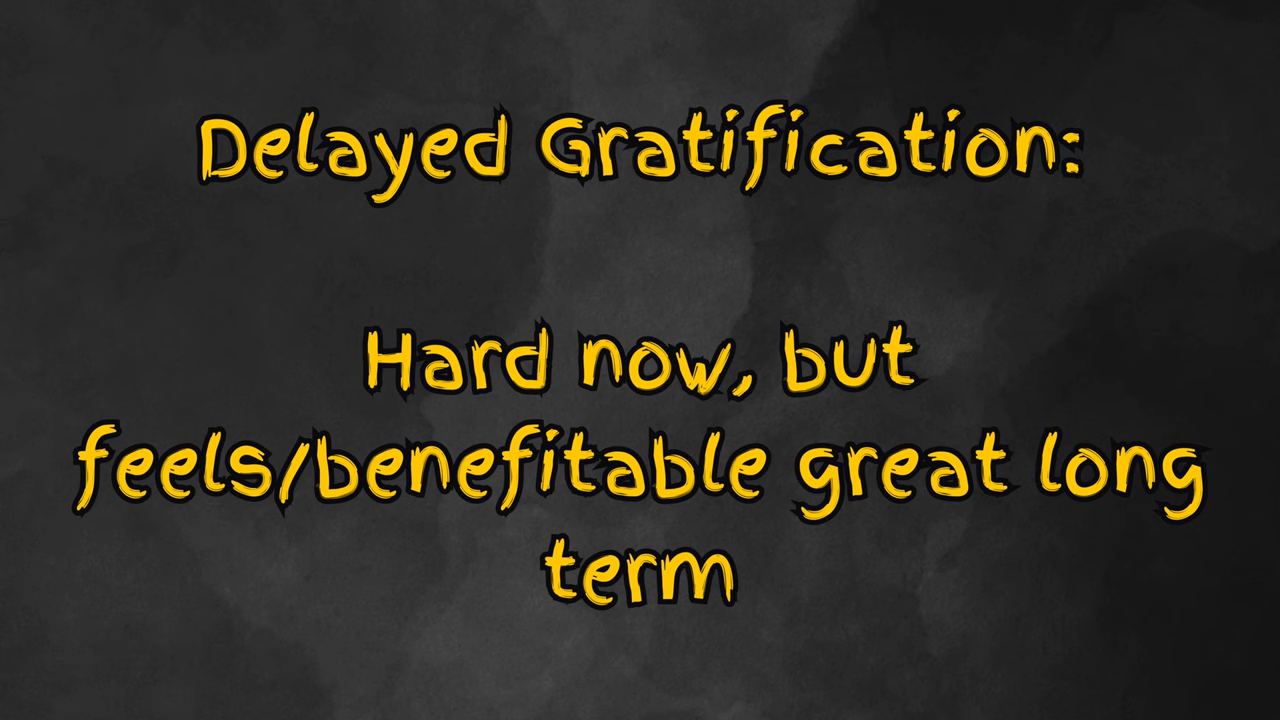 Delayed Gratification:
Hard now, but
feels/benefitable great long
term